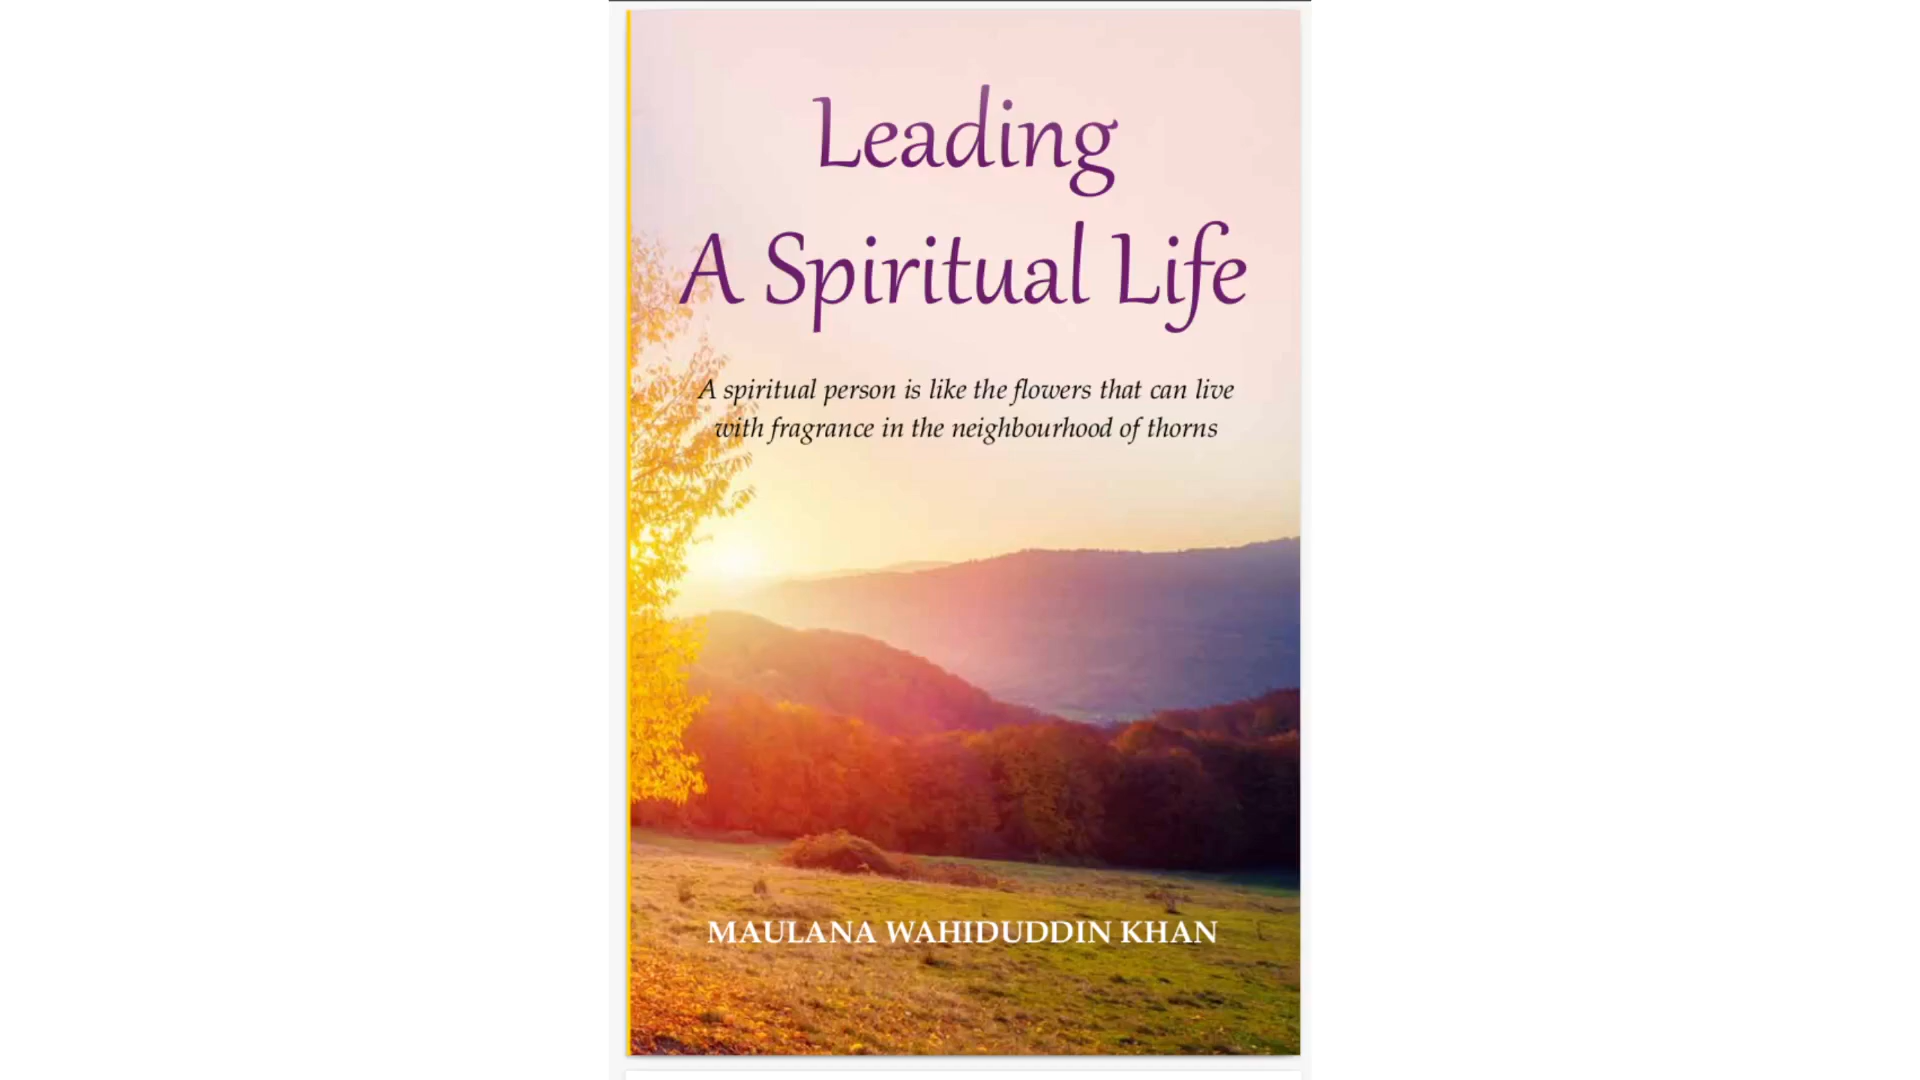 Leading
A Spiritual Life
A spiritual person is like the flowers that can live
with fragrance in the neighbourhood of thorns
MAULANA WAHIDUDDIN KHAN